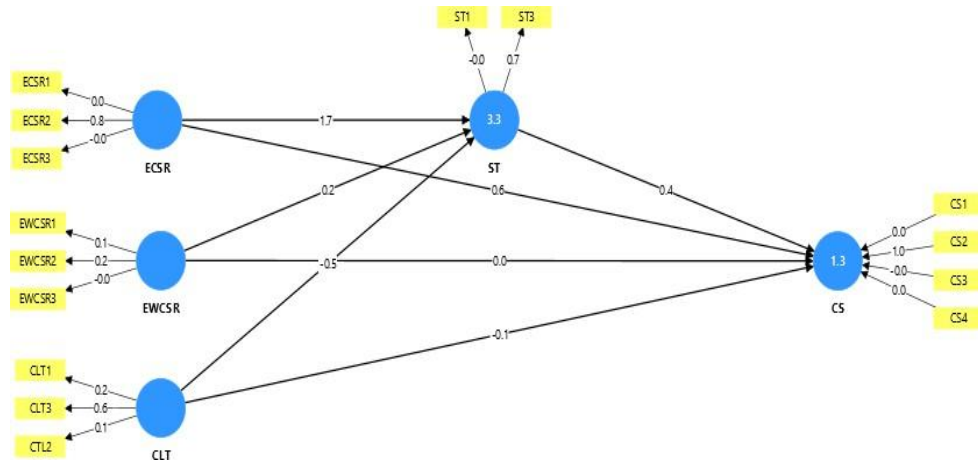 ST1
ST3
-0.0
0.7
ECSR1
ECSR2
ECSR3
0.0
0.8
-0.0
ECSR
1.7
3.3
ST
0.2
0.6
0.4
EWCSR1
EWCSR2
EWCSR3
0.1
0.2
-0.0
EWCSR
-0.5
0.0
1.3
CS
CS1
CS2
CS3
CS4
0.0
1.0
-0.0
0.0
-0.1
CLT1
CLT3
CTL2
0.2
0.6
0.1
CLT